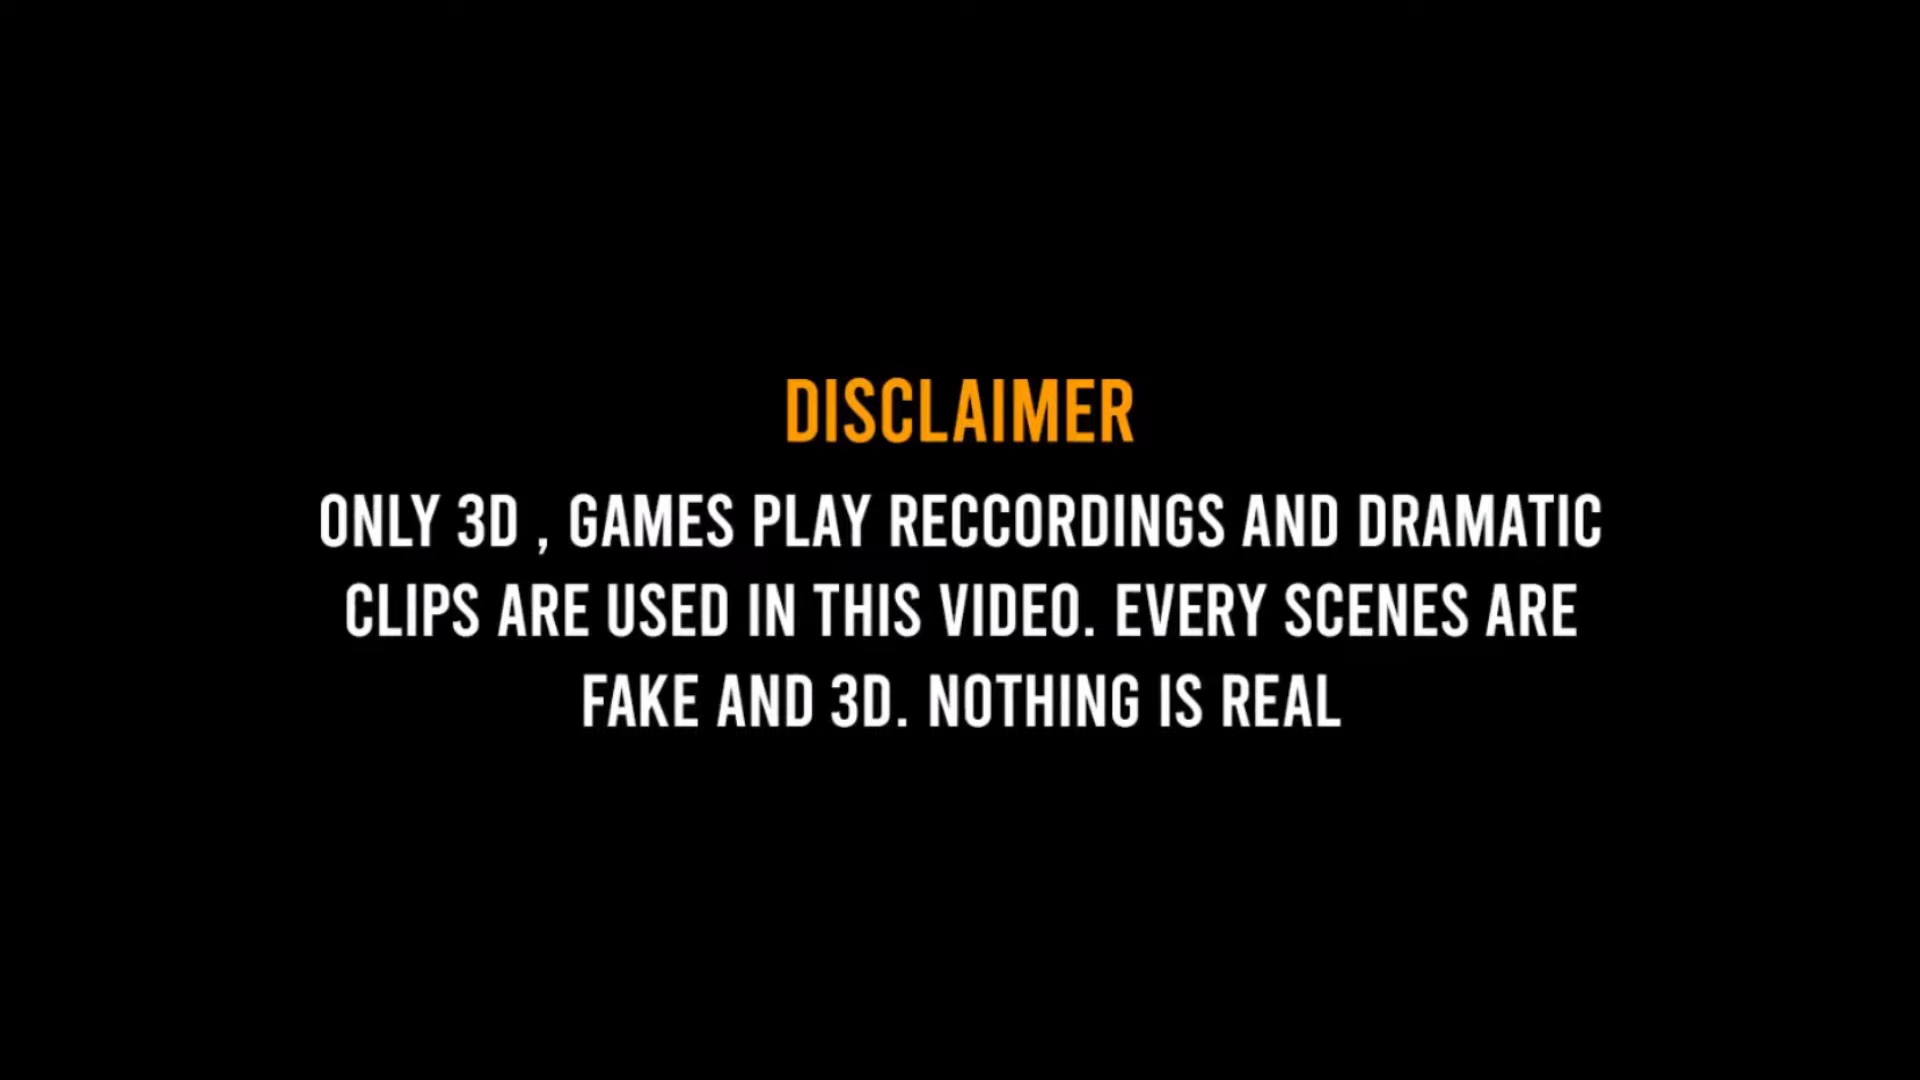 DISCLAIMER
ONLY 3D , GAMES PLAY RECCORDINGS AND DRAMATIC
CLIPS ARE USED IN THIS VIDEO. EVERY SCENES ARE
FAKE AND 3D. NOTHING IS REAL